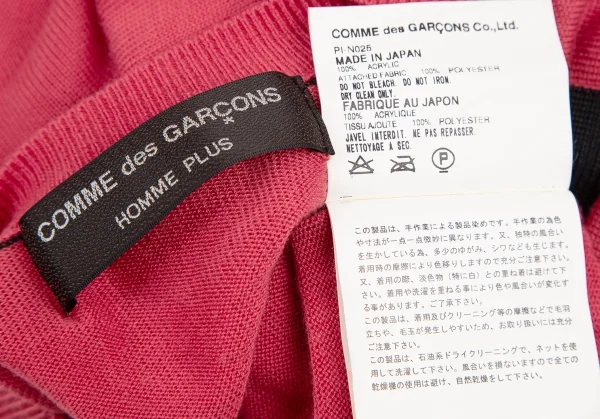 COMME des GARÇONS
HOMME PLUS
COMME des GARÇONS Co.,Ltd.
PI-N025
MADE IN JAPAN
100% ACRYLIC
ATTACHED FABRIC 100% POLYESTER
DO NOT BLEACH. DO NOT IRON.
DRY CLEAN ONLY
FABRIQUE AU JAPON
100% ACRYLIQUE
TISSU AJOUTE 100% POLYESTER
JAVEL INTERDIT. NE PAS REPASSER.
NETTOYAGE A SEC.
P
この製品は、手作業による製品染めです。手作業の為色
や寸法が一点一点微妙に異なります。又、独特の風合い
を生かしている為、多少のゆがみ、シワなども生じます。
着用時の摩擦により色移りしますので充分ご注意下さい。
又、着用の際、淡色物（特に白）との重ね着は避けて下
さい。着用や洗濯を重ねる事により色や風合いが変化す
る事があります。ご了承下さい。
この製品は、着用及びクリーニング等の摩擦などで毛羽
立ちや、毛玉が発生しやすいため、お取り扱いには充分
ご注意下さい。
この製品は、石油系ドライクリーニングで、ネットを使
用して洗濯して下さい。風合いを損ないますので全ての
乾燥機の使用は避け、自然乾燥をして下さい。